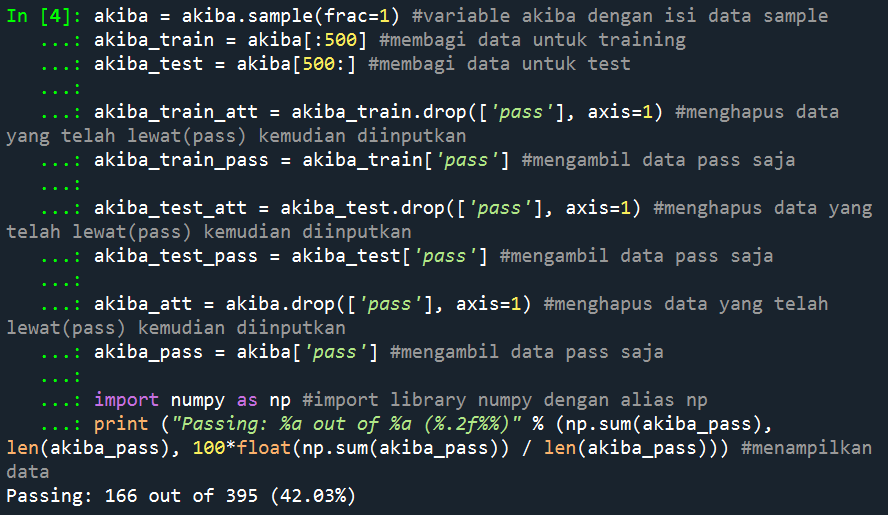 In [4]: akiba = akiba.sample(frac=1) #variable akiba dengan isi data sample
   ...: akiba_train = akiba[:500] #membagi data untuk training
   ...: akiba_test = akiba[500:] #membagi data untuk test
   ...:
   ...: akiba_train_att = akiba_train.drop(['pass'], axis=1) #menghapus data
yang telah lewat(pass) kemudian diinputkan
   ...: akiba_train_pass = akiba_train['pass'] #mengambil data pass saja
   ...:
   ...: akiba_test_att = akiba_test.drop(['pass'], axis=1) #menghapus data yang
telah lewat(pass) kemudian diinputkan
   ...: akiba_test_pass = akiba_test['pass'] #mengambil data pass saja
   ...:
   ...: akiba_att = akiba.drop(['pass'], axis=1) #menghapus data yang telah
lewat(pass) kemudian diinputkan
   ...: akiba_pass = akiba['pass'] #mengambil data pass saja
   ...:
   ...: import numpy as np #import library numpy dengan alias np
   ...: print ("Passing: %a out of %a (%.2f%%)" % (np.sum(akiba_pass),
len(akiba_pass), 100*float(np.sum(akiba_pass)) / len(akiba_pass))) #menampilkan
data
Passing: 166 out of 395 (42.03%)